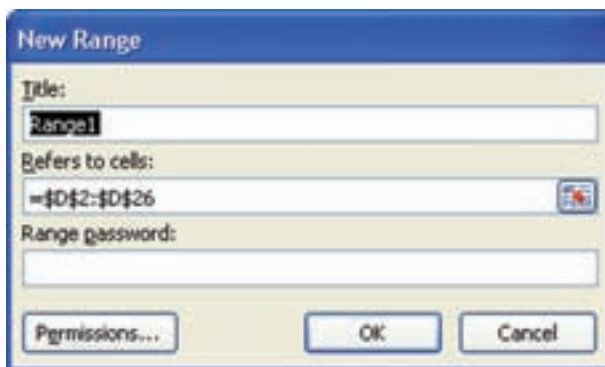 New Range
Title:
Range1
Refers to cells:
=$D$2:$D$26
Range password:
Permissions... OK Cancel